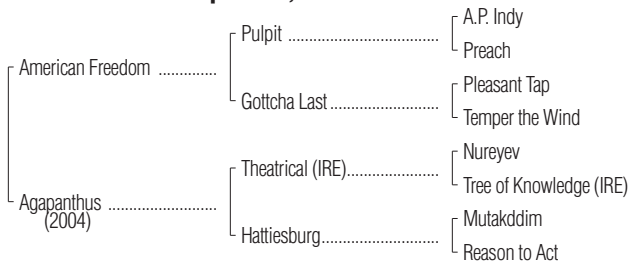 A.P. Indy
Pulpit
Preach
American Freedom
Pleasant Tap
Gottcha Last
Temper the Wind
Nureyev
Theatrical (IRE)
Tree of Knowledge (IRE)
Agapanthus
(2004)
Mutakddim
Hattiesburg
Reason to Act